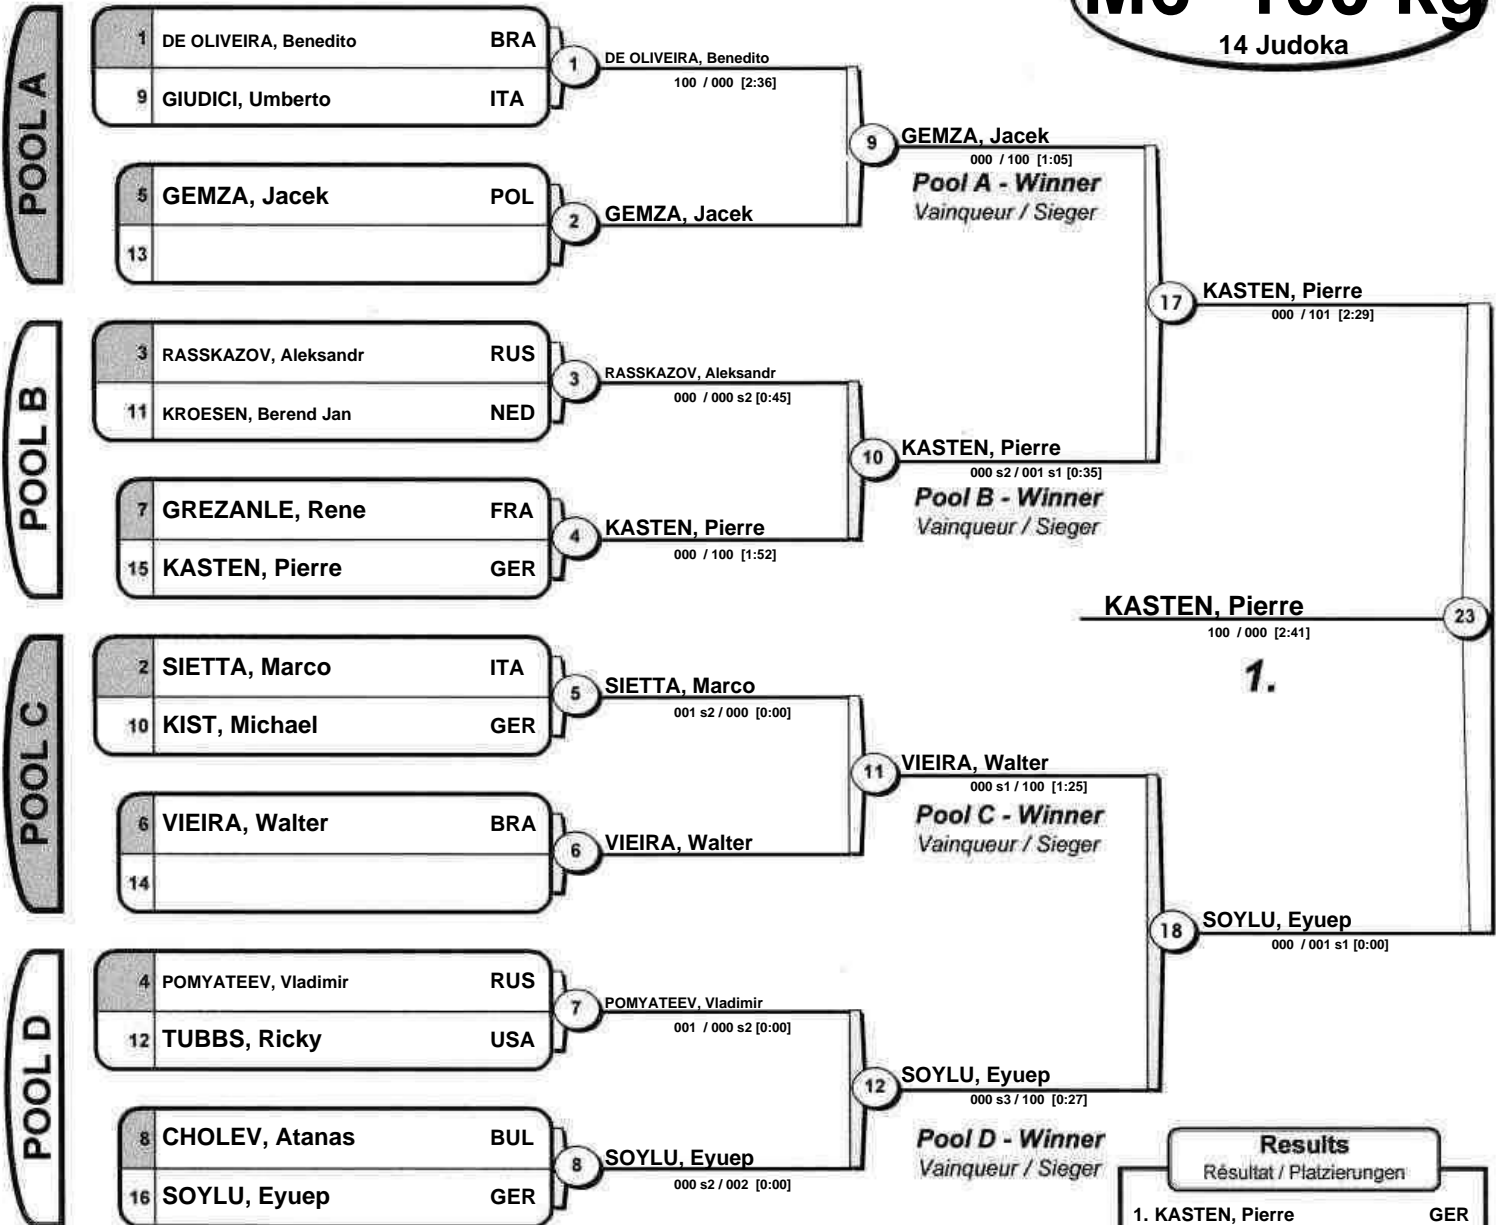 14 Judoka
POOL A
1 DE OLIVEIRA, Benedito BRA
9 GIUDICI, Umberto ITA
1
DE OLIVEIRA, Benedito
100 / 000 [2:36]
5 GEMZA, Jacek POL
13
2
GEMZA, Jacek
9
GEMZA, Jacek
000 / 100 [1:05]
Pool A - Winner
Vainqueur / Sieger
POOL B
3 RASSKAZOV, Aleksandr RUS
11 KROESEN, Berend Jan NED
3
RASSKAZOV, Aleksandr
000 / 000 s2 [0:45]
7 GREZANLE, Rene FRA
15 KASTEN, Pierre GER
4
KASTEN, Pierre
000 / 100 [1:52]
10
KASTEN, Pierre
000 s2 / 001 s1 [0:35]
Pool B - Winner
Vainqueur / Sieger
17
KASTEN, Pierre
000 / 101 [2:29]
KASTEN, Pierre
100 / 000 [2:41]
1.
23
POOL C
2 SIETTA, Marco ITA
10 KIST, Michael GER
5
SIETTA, Marco
001 s2 / 000 [0:00]
6 VIEIRA, Walter BRA
14
6
VIEIRA, Walter
11
VIEIRA, Walter
000 s1 / 100 [1:25]
Pool C - Winner
Vainqueur / Sieger
18
SOYLU, Eyuep
000 / 001 s1 [0:00]
POOL D
4 POMYATEEV, Vladimir RUS
12 TUBBS, Ricky USA
7
POMYATEEV, Vladimir
001 / 000 s2 [0:00]
8 CHOLEV, Atanas BUL
16 SOYLU, Eyuep GER
8
SOYLU, Eyuep
000 s2 / 002 [0:00]
12
SOYLU, Eyuep
000 s3 / 100 [0:27]
Pool D - Winner
Vainqueur / Sieger
Results
Résultat / Platzierungen
1. KASTEN, Pierre GER